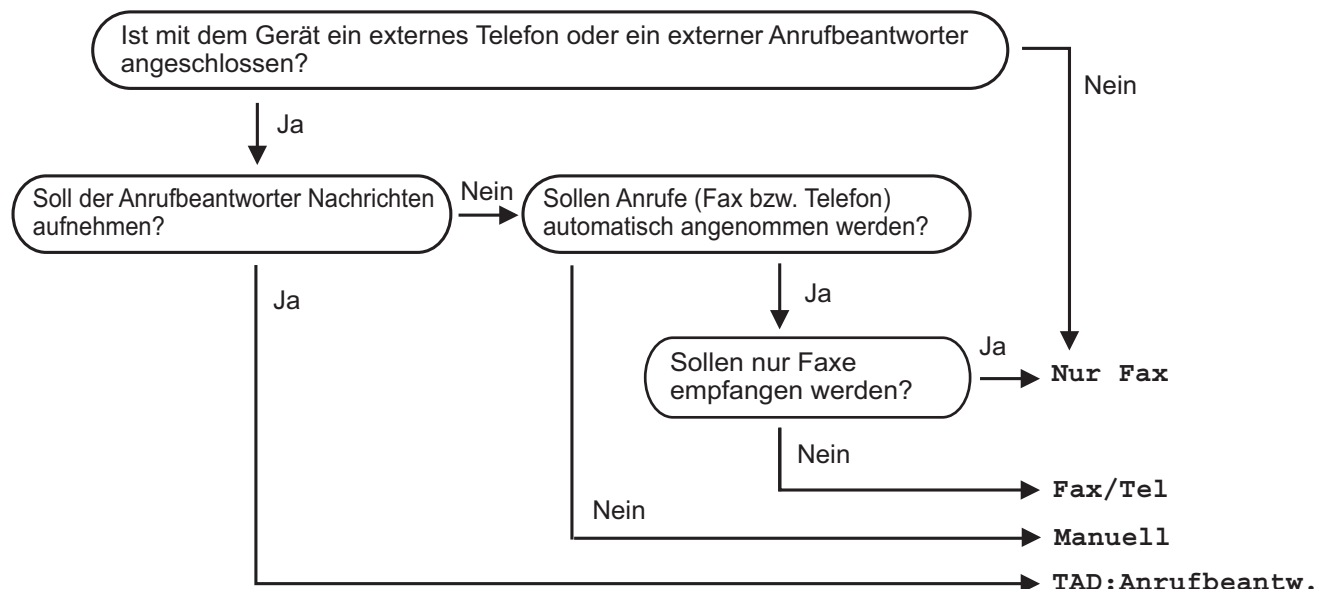 Ist mit dem Gerät ein externes Telefon oder ein externer Anrufbeantworter
angeschlossen?
Nein
Ja
Soll der Anrufbeantworter Nachrichten
aufnehmen?
Nein
Sollen Anrufe (Fax bzw. Telefon)
automatisch angenommen werden?
Ja
Ja
Sollen nur Faxe
empfangen werden?
Ja
Nur Fax
Nein
Fax/Tel
Nein
Manuell
TAD:Anrufbeantw.